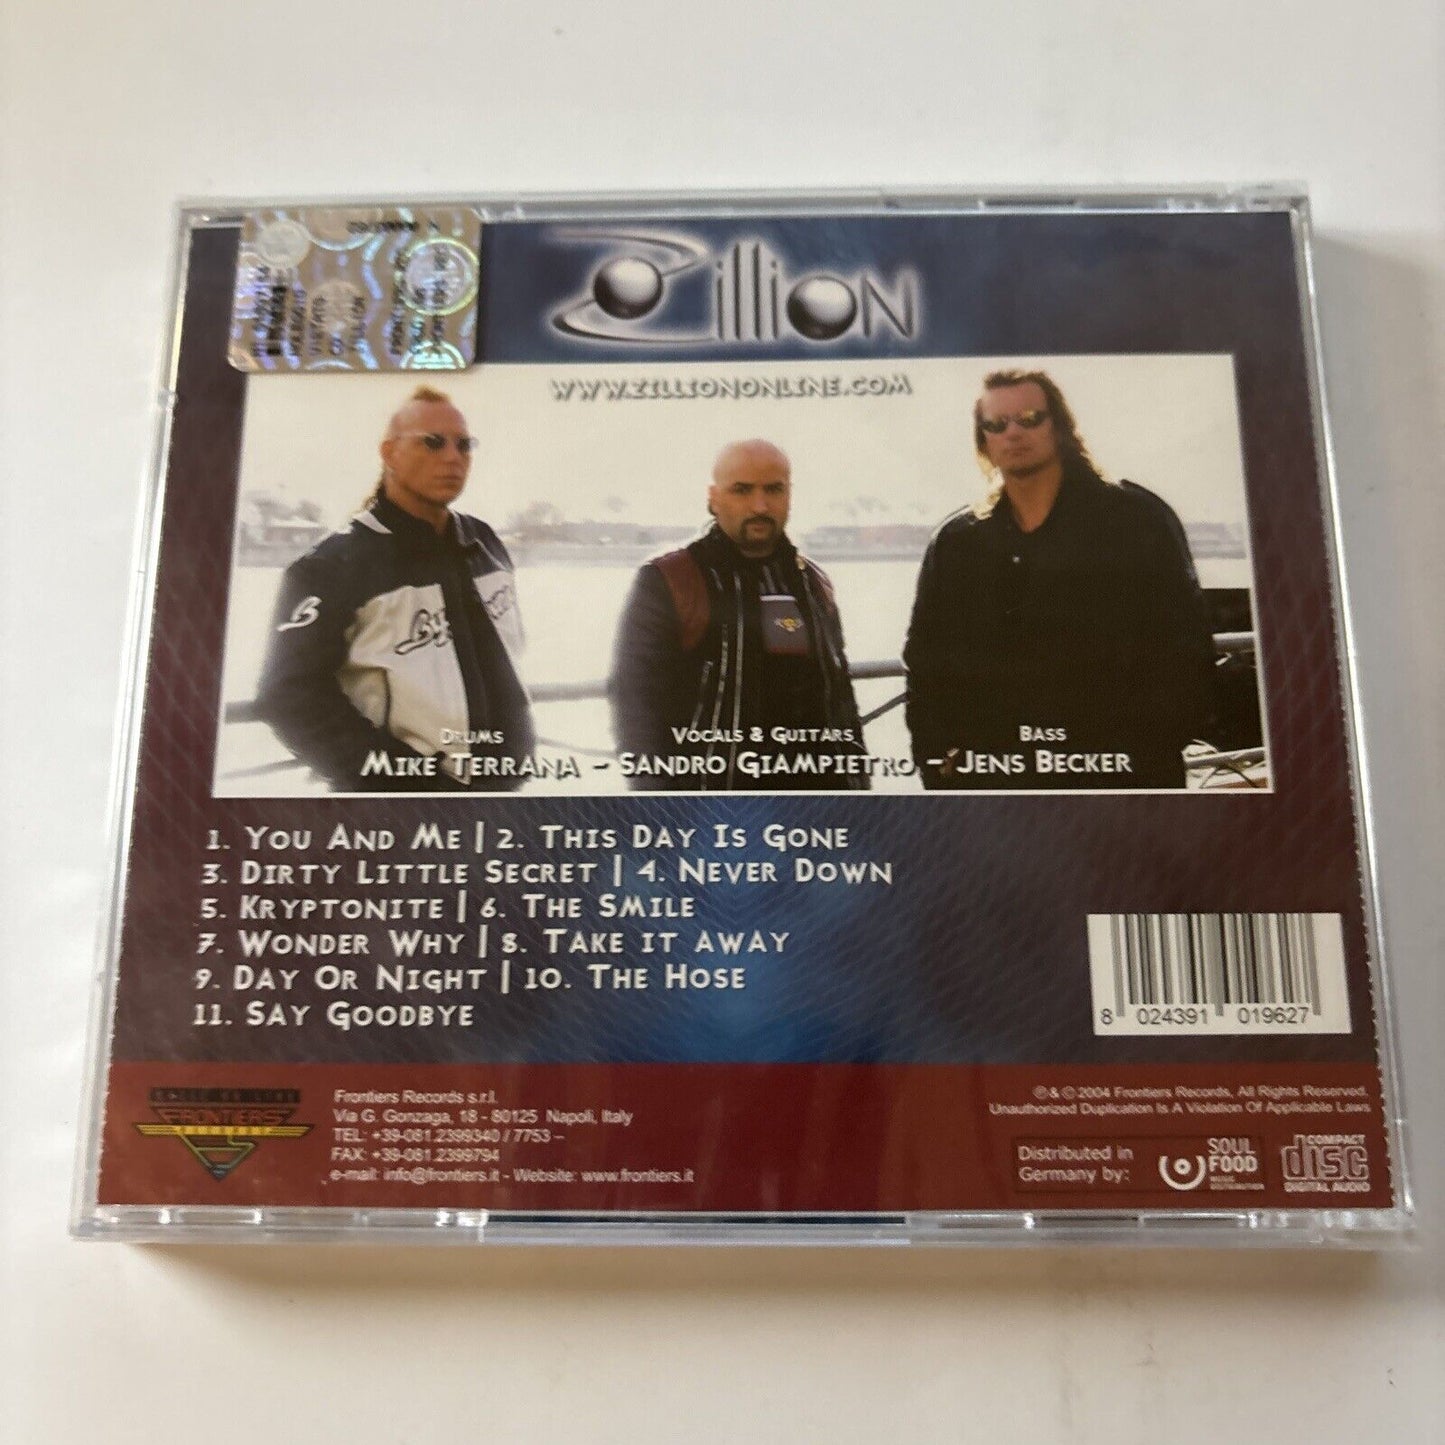 Zillion
WWW.ZILLIONONLINE.COM
B
DRUMS
VOCALS & GUITARS
BASS
MIKE TERRANA - SANDRO GIAMPIETRO - JENS BECKER
1. YOU AND ME | 2. THIS DAY IS GONE
3. DIRTY LITTLE SECRET | 4. NEVER DOWN
5. KRYPTONITE | 6. THE SMILE
7. WONDER WHY | 8. TAKE IT AWAY
9. DAY OR NIGHT | 10. THE HOSE
11. SAY GOODBYE
8 024391 019627
FRONTIERS
Frontiers Records s.r.l.
Via G. Gonzaga, 18 - 80125 Napoli, Italy
TEL: +39-081.2399340 / 7753 –
FAX: +39-081.2399794
e-mail: info@frontiers.it - Website: www.frontiers.it
℗ & © 2004 Frontiers Records, All Rights Reserved.
Unauthorized Duplication Is A Violation Of Applicable Laws
Distributed in
Germany by:
SOUL
FOOD
MUSIC
DISTRIBUTION
COMPACT
disc
DIGITAL AUDIO